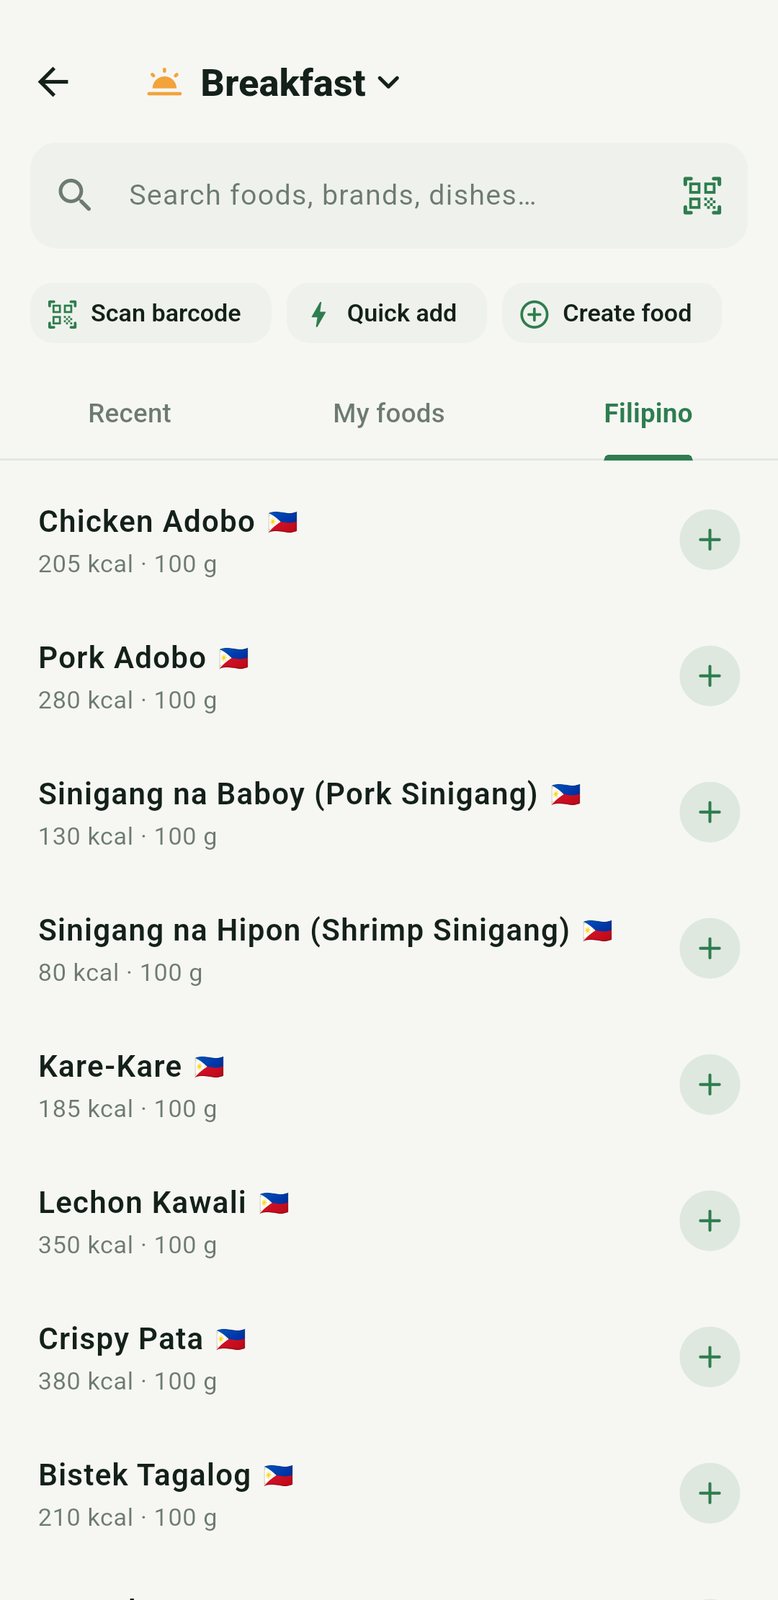 Breakfast
Search foods, brands, dishes…
Scan barcode
Quick add
Create food
Recent
My foods
Filipino
Chicken Adobo 🇵🇭
205 kcal · 100 g
Pork Adobo 🇵🇭
280 kcal · 100 g
Sinigang na Baboy (Pork Sinigang) 🇵🇭
130 kcal · 100 g
Sinigang na Hipon (Shrimp Sinigang) 🇵🇭
80 kcal · 100 g
Kare-Kare 🇵🇭
185 kcal · 100 g
Lechon Kawali 🇵🇭
350 kcal · 100 g
Crispy Pata 🇵🇭
380 kcal · 100 g
Bistek Tagalog 🇵🇭
210 kcal · 100 g